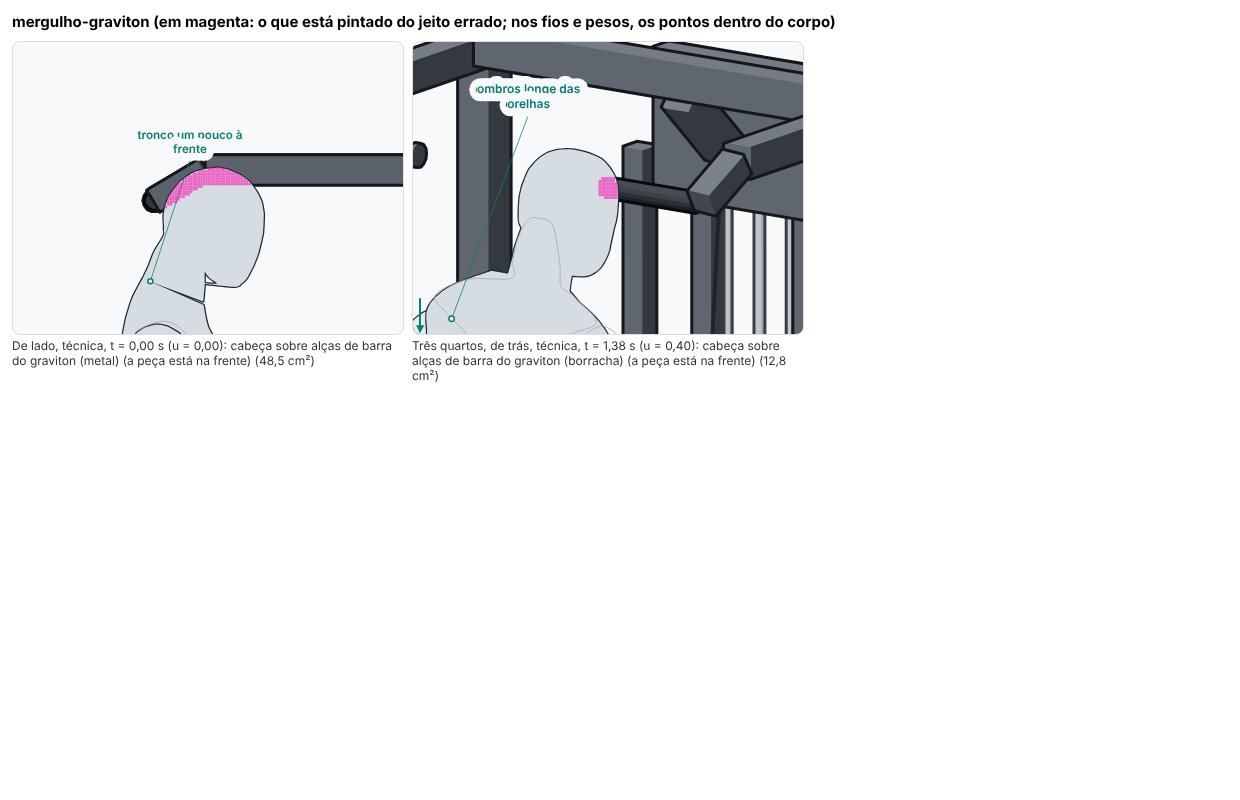 mergulho-graviton (em magenta: o que está pintado do jeito errado; nos fios e pesos, os pontos dentro do corpo)
tronco um pouco à
frente
ombros longe das
orelhas
De lado, técnica, t = 0,00 s (u = 0,00): cabeça sobre alças de barra
do graviton (metal) (a peça está na frente) (48,5 cm²)
Três quartos, de trás, técnica, t = 1,38 s (u = 0,40): cabeça sobre
alças de barra do graviton (borracha) (a peça está na frente) (12,8
cm²)